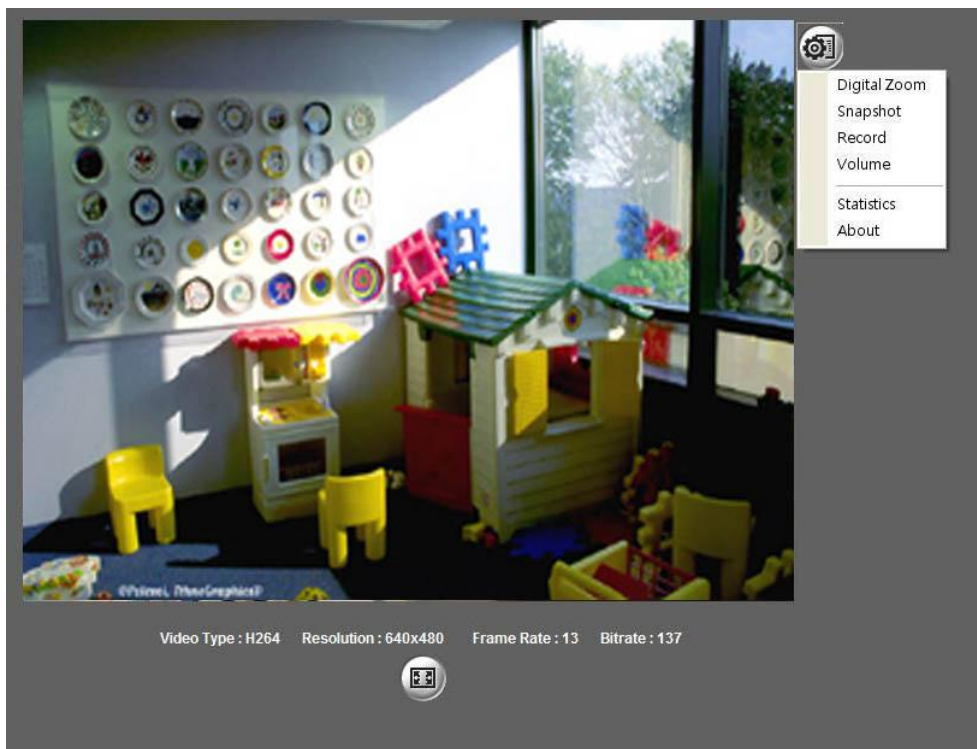 Digital Zoom
Snapshot
Record
Volume
Statistics
About
Video Type : H264 Resolution : 640x480 Frame Rate : 13 Bitrate : 137